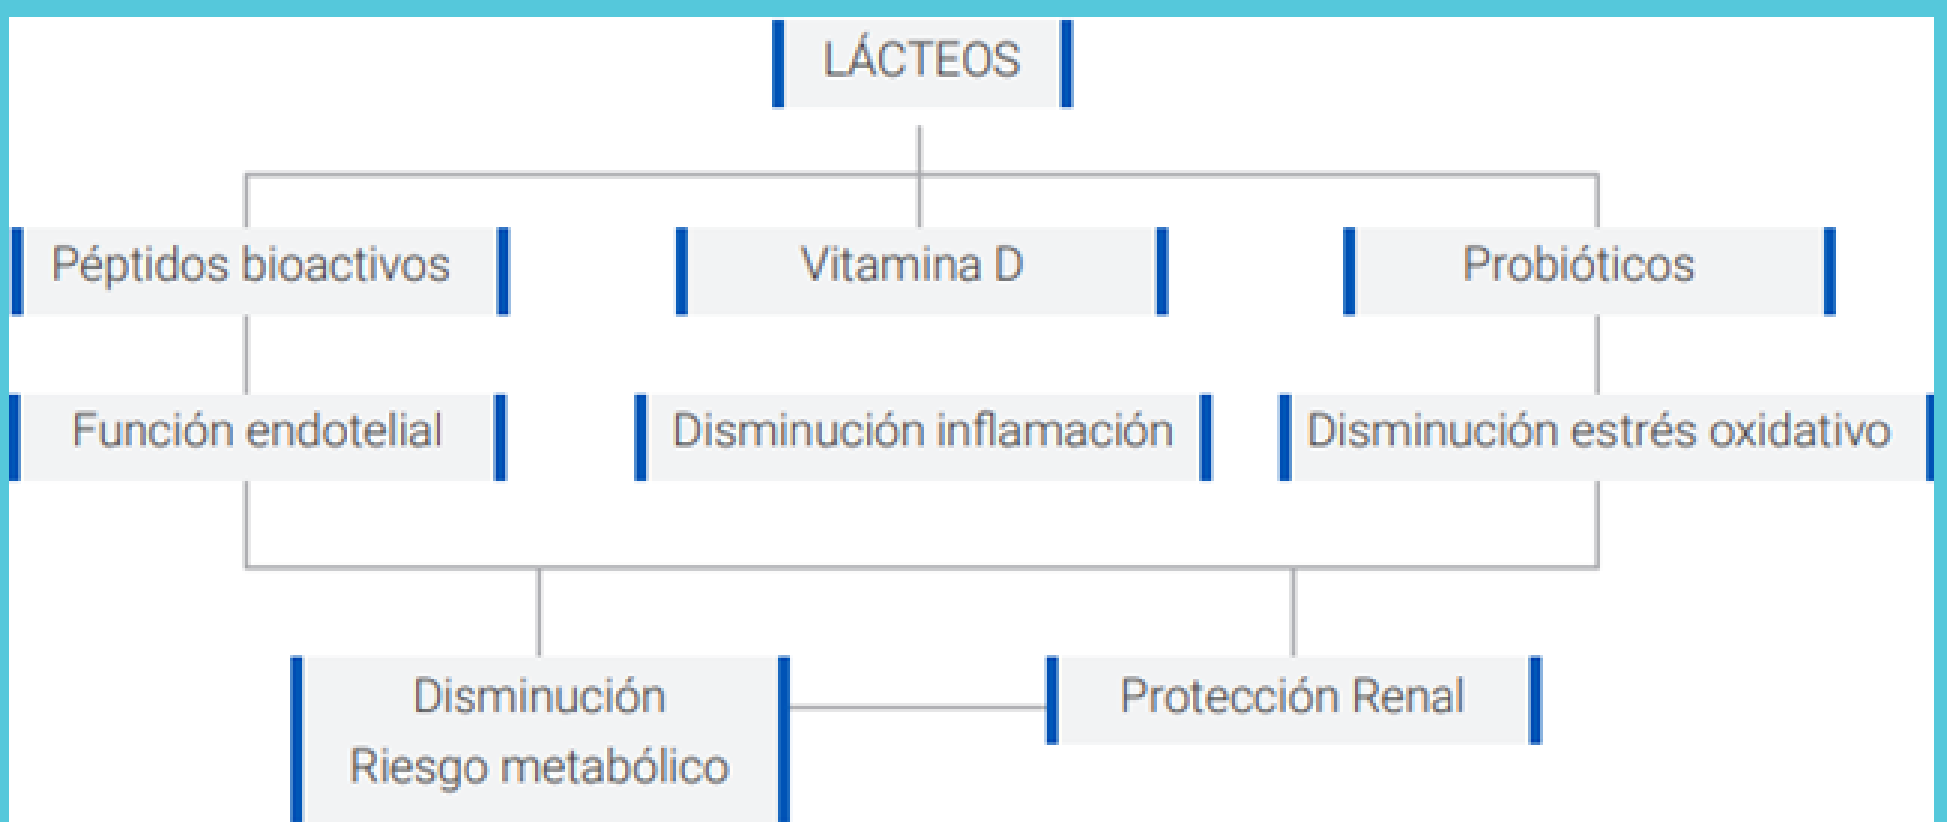 LÁCTEOS
Péptidos bioactivos
Vitamina D
Probióticos
Función endotelial
Disminución inflamación
Disminución estrés oxidativo
Disminución
Riesgo metabólico
Protección Renal